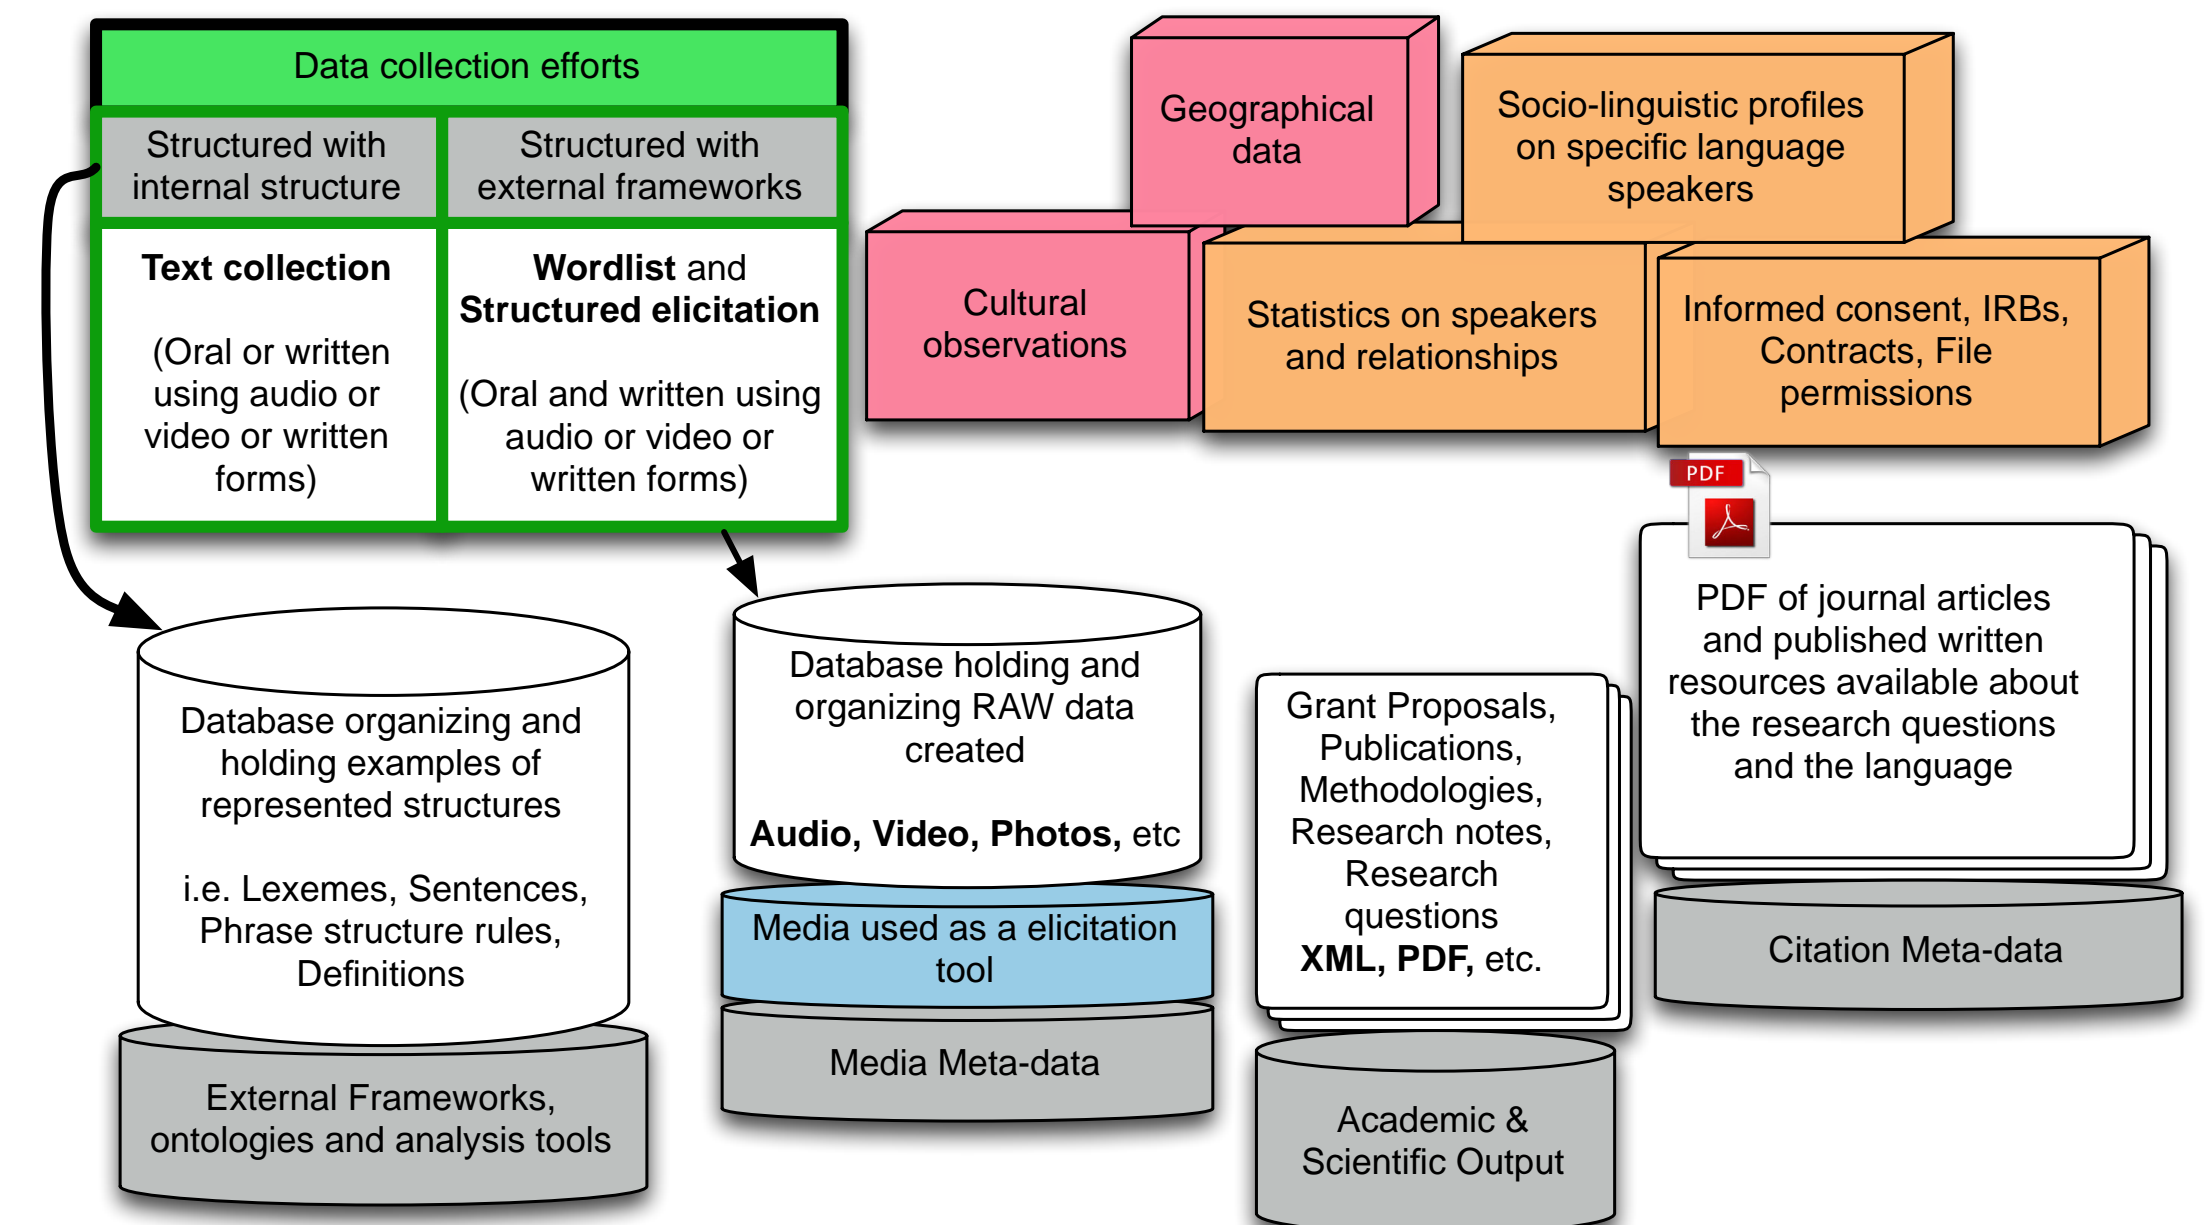 Data collection efforts
Structured with
internal structure
Structured with
external frameworks
Text collection
(Oral or written
using audio or
video or written
forms)
Wordlist and
Structured elicitation
(Oral and written using
audio or video or
written forms)
Geographical
data
Socio-linguistic profiles
on specific language
speakers
Cultural
observations
Statistics on speakers
and relationships
Informed consent, IRBs,
Contracts, File
permissions
PDF
PDF of journal articles
and published written
resources available about
the research questions
and the language
Citation Meta-data
Database organizing and
holding examples of
represented structures
i.e. Lexemes, Sentences,
Phrase structure rules,
Definitions
External Frameworks,
ontologies and analysis tools
Database holding and
organizing RAW data
created
Audio, Video, Photos, etc
Media used as a elicitation
tool
Media Meta-data
Grant Proposals,
Publications,
Methodologies,
Research notes,
Research
questions
XML, PDF, etc.
Academic &
Scientific Output